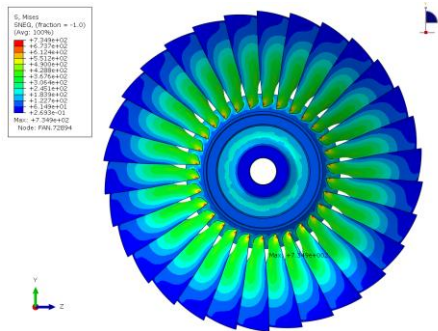 S, Mises
SNEG, (fraction = -1.0)
(Avg: 100%)
+7.349e+02
+6.737e+02
+6.124e+02
+5.512e+02
+4.900e+02
+4.288e+02
+3.676e+02
+3.064e+02
+2.451e+02
+1.839e+02
+1.227e+02
+6.149e+01
+2.693e-01
Max: +7.349e+02
Node: FAN.72894
Max: +7.349e+002
Y
Z